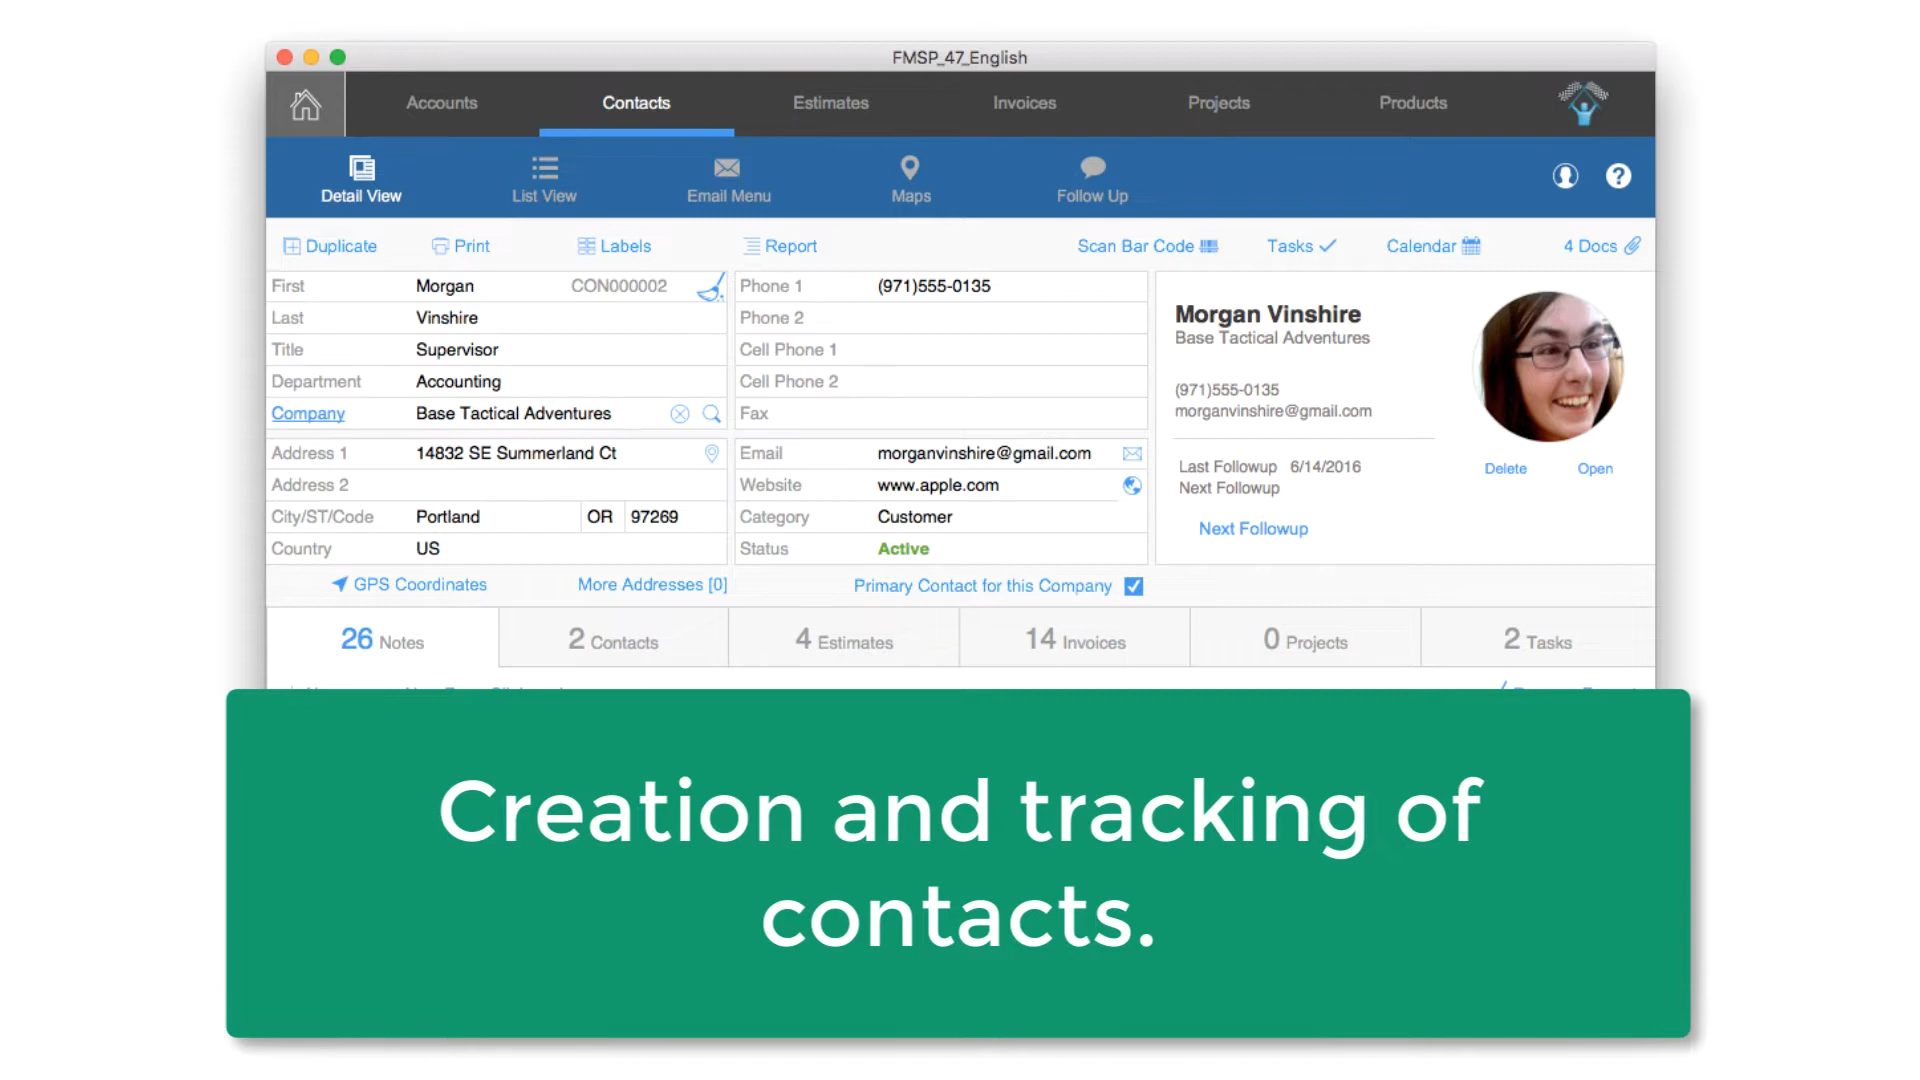 FMSP_47_English
Accounts Contacts Estimates Invoices Projects Products
Detail View List View Email Menu Maps Follow Up
Duplicate Print Labels Report Scan Bar Code Tasks Calendar 4 Docs
First Morgan CON000002 Phone 1 (971)555-0135
Last Vinshire Phone 2
Title Supervisor Cell Phone 1
Department Accounting Cell Phone 2
Company Base Tactical Adventures Fax
Address 1 14832 SE Summerland Ct Email morganvinshire@gmail.com
Address 2 Website www.apple.com
City/ST/Code Portland OR 97269 Category Customer
Country US Status Active
Morgan Vinshire
Base Tactical Adventures
(971)555-0135
morganvinshire@gmail.com
Last Followup 6/14/2016
Next Followup
Next Followup
Delete Open
GPS Coordinates More Addresses [0] Primary Contact for this Company
26 Notes 2 Contacts 4 Estimates 14 Invoices 0 Projects 2 Tasks
Creation and tracking of
contacts.